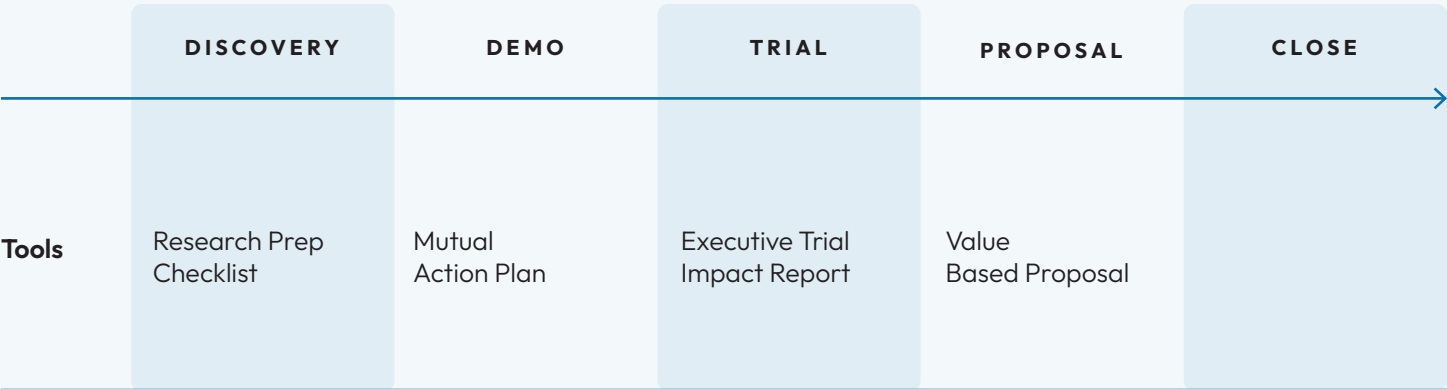 DISCOVERY
DEMO
TRIAL
PROPOSAL
CLOSE
Tools
Research Prep
Checklist
Mutual
Action Plan
Executive Trial
Impact Report
Value
Based Proposal